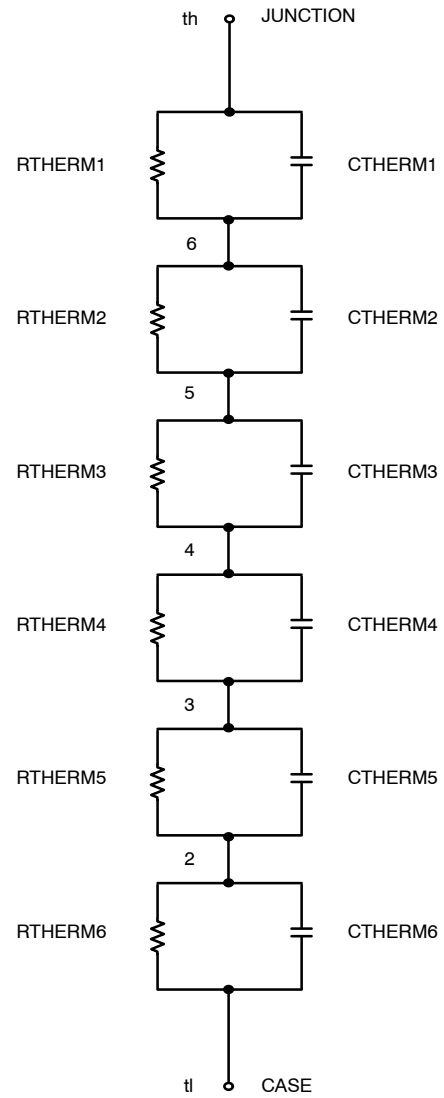 th JUNCTION
RTHERM1 CTHERM1
6
RTHERM2 CTHERM2
5
RTHERM3 CTHERM3
4
RTHERM4 CTHERM4
3
RTHERM5 CTHERM5
2
RTHERM6 CTHERM6
tl CASE